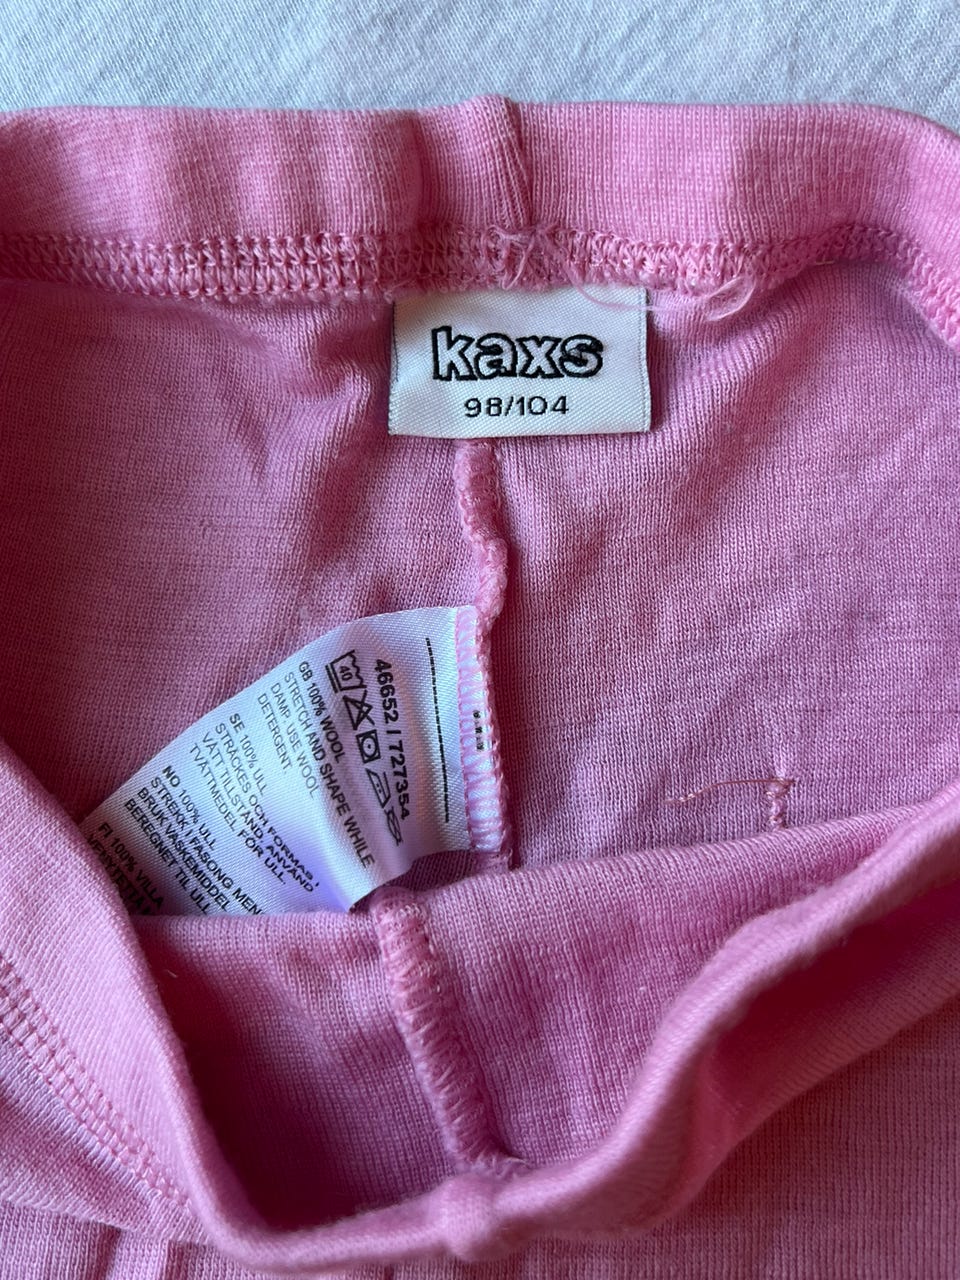 kaxs
98/104
46652 / 727354
40
GB 100% WOOL
STRETCH AND SHAPE WHILE
DAMP. USE WOOL
DETERGENT.
SE 100% ULL
STRÄCKES OCH FORMAS I
VÅTT TILLSTÅND. ANVÄND
TVÄTTMEDEL FÖR ULL.
NO 100% ULL
STREKK I FASONG MEN
BRUK VASKEMIDDEL
BEREGNET TIL ULL
FI 100% VILLA